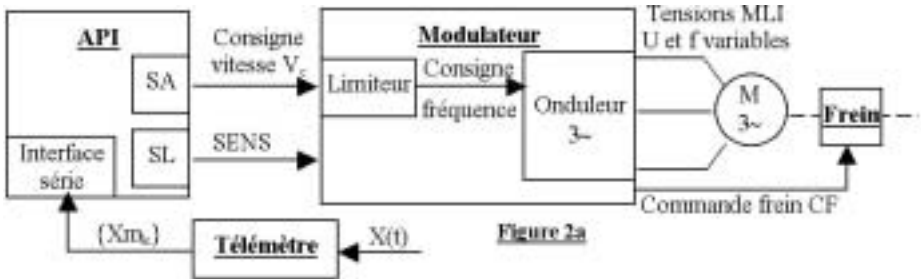 API
SA
SL
Interface
série
Consigne
vitesse Vc
SENS
Modulateur
Limiteur
Consigne
fréquence
Onduleur
3~
Tensions MLI
U et f variables
M
3~
Frein
Commande frein CF
{Xmk}
Télémètre
X(t)
Figure 2a